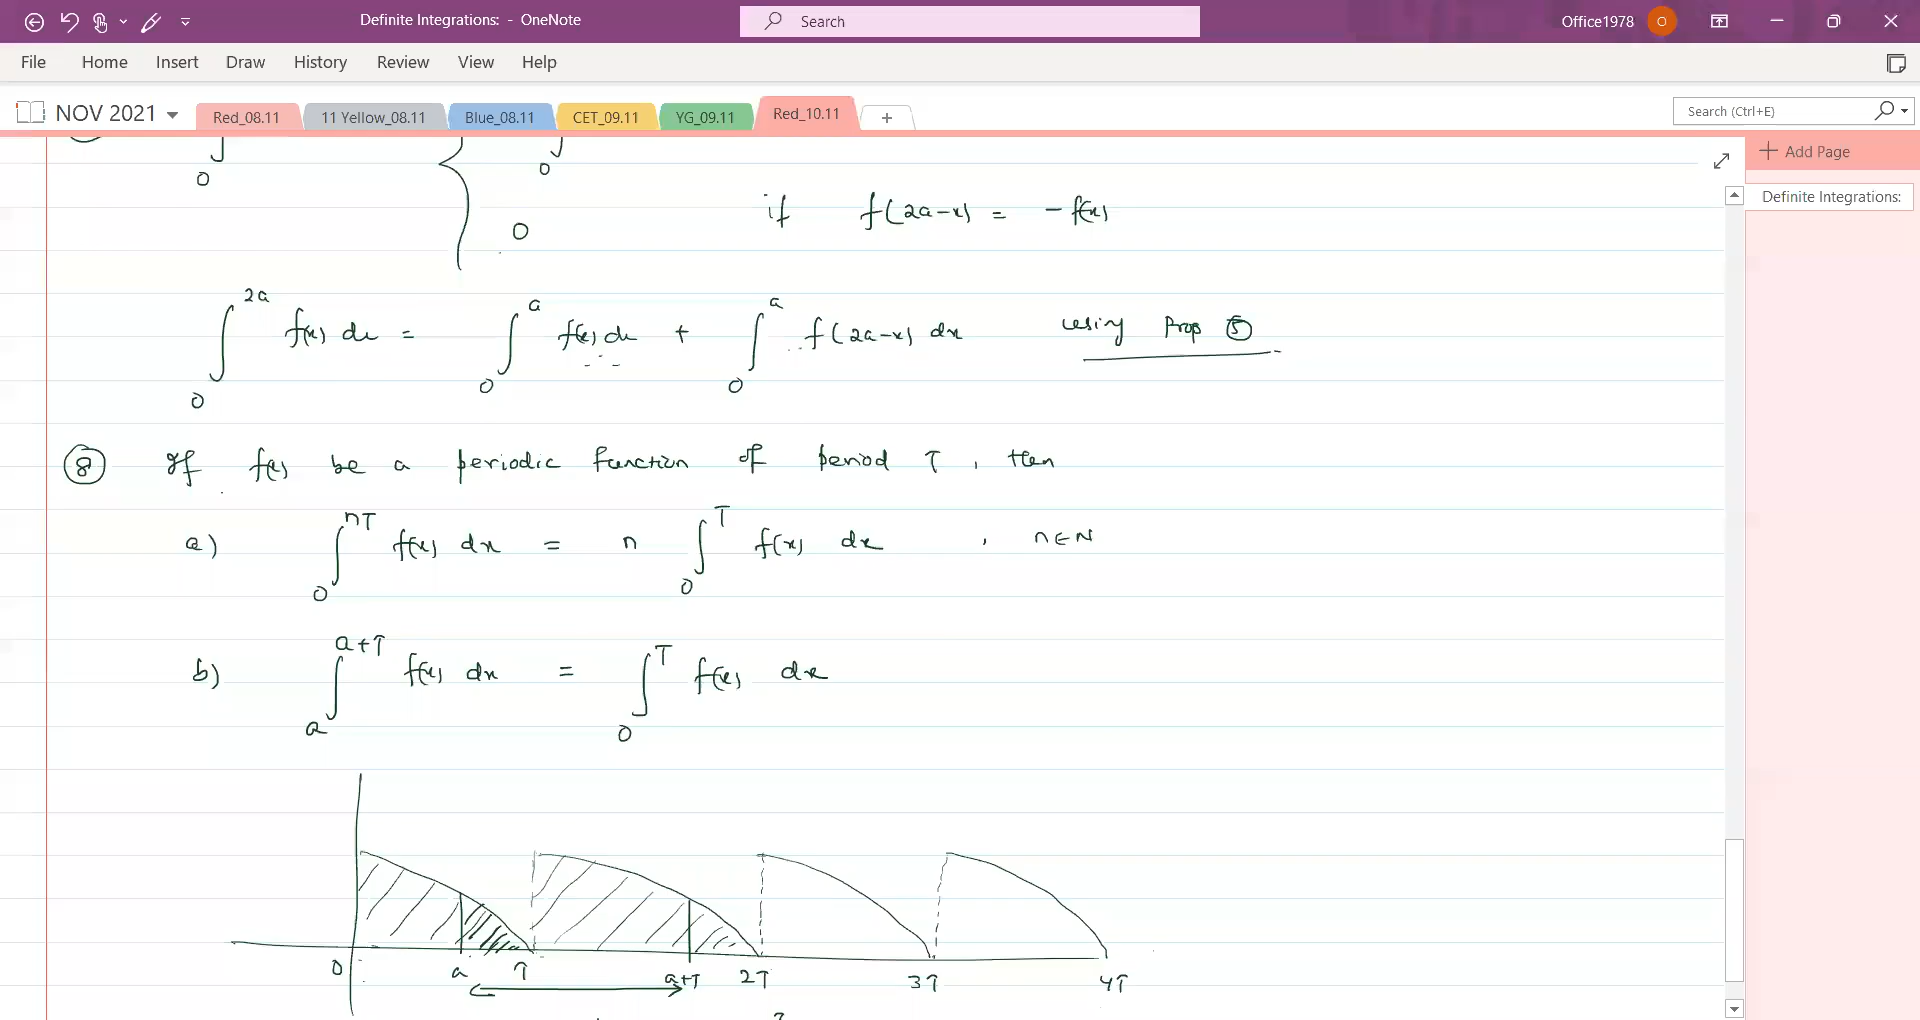 Definite Integrations: - OneNote
Search
Office1978
O
File Home Insert Draw History Review View Help
NOV 2021
Red_08.11
11 Yellow_08.11
Blue_08.11
CET_09.11
YG_09.11
Red_10.11
+
Search (Ctrl+E)
Add Page
Definite Integrations:
∫ 0 { ∫ 0
0 if f(2a-x) = -f(x)
∫₀^{2a} f(x) dx = ∫₀^{a} f(x) dx + ∫₀^{a} f(2a-x) dx using Prop ⑤
⑧ If f(x) be a periodic function of period T, then
a) ∫₀^{nT} f(x) dx = n ∫₀^{T} f(x) dx , n∈N
b) ∫ₐ^{a+T} f(x) dx = ∫₀^{T} f(x) dx
0 a T a+T 2T 3T 4T